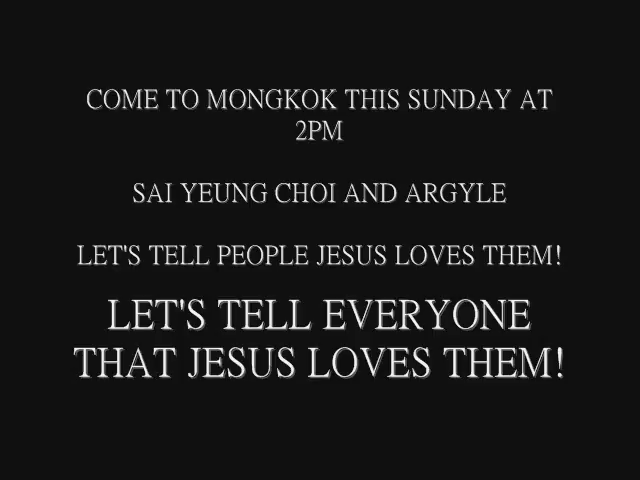 COME TO MONGKOK THIS SUNDAY AT
2PM
SAI YEUNG CHOI AND ARGYLE
LET'S TELL PEOPLE JESUS LOVES THEM!
LET'S TELL EVERYONE
THAT JESUS LOVES THEM!